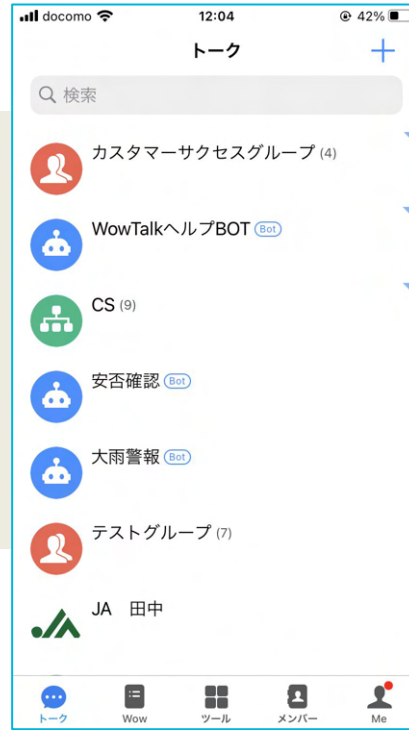 docomo 12:04 42%
トーク
検索
カスタマーサクセスグループ (4)
WowTalkヘルプBOT Bot
CS (9)
安否確認 Bot
大雨警報 Bot
テストグループ (7)
JA 田中
トーク Wow ツール メンバー Me